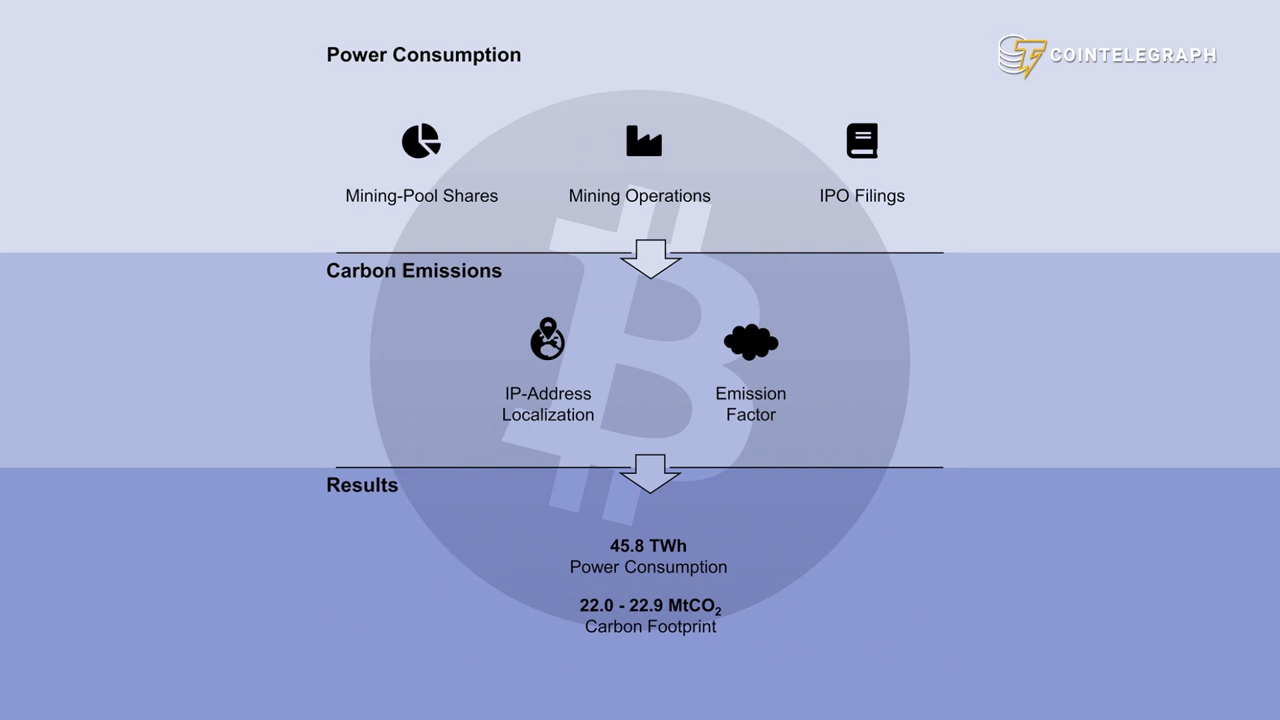 COINTELEGRAPH
Power Consumption
Mining-Pool Shares
Mining Operations
IPO Filings
Carbon Emissions
IP-Address
Localization
Emission
Factor
Results
45.8 TWh
Power Consumption
22.0 - 22.9 MtCO₂
Carbon Footprint